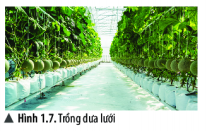 ▲ Hình 1.7. Trồng dưa lưới